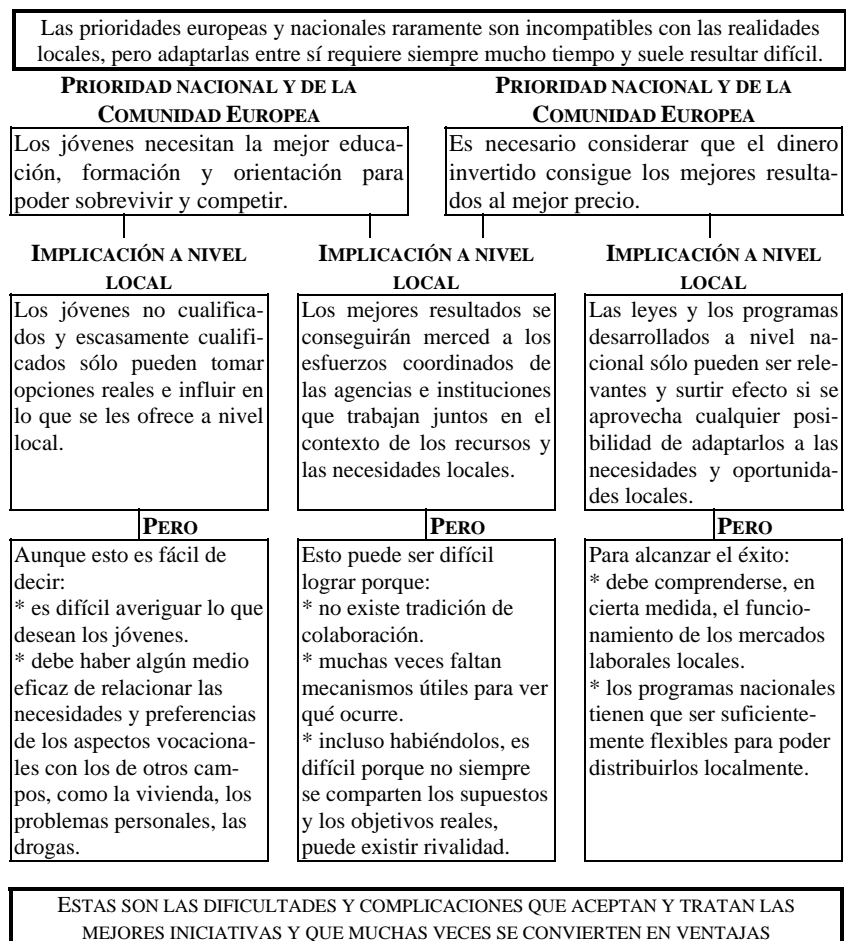 Las prioridades europeas y nacionales raramente son incompatibles con las realidades
locales, pero adaptarlas entre sí requiere siempre mucho tiempo y suele resultar difícil.
PRIORIDAD NACIONAL Y DE LA
COMUNIDAD EUROPEA
Los jóvenes necesitan la mejor educa-
ción, formación y orientación para
poder sobrevivir y competir.
PRIORIDAD NACIONAL Y DE LA
COMUNIDAD EUROPEA
Es necesario considerar que el dinero
invertido consigue los mejores resulta-
dos al mejor precio.
IMPLICACIÓN A NIVEL
LOCAL
Los jóvenes no cualifica-
dos y escasamente cualifi-
cados sólo pueden tomar
opciones reales e influir en
lo que se les ofrece a nivel
local.
PERO
Aunque esto es fácil de
decir:
* es difícil averiguar lo que
desean los jóvenes.
* debe haber algún medio
eficaz de relacionar las
necesidades y preferencias
de los aspectos vocaciona-
les con los de otros cam-
pos, como la vivienda, los
problemas personales, las
drogas.
IMPLICACIÓN A NIVEL
LOCAL
Los mejores resultados se
conseguirán merced a los
esfuerzos coordinados de
las agencias e instituciones
que trabajan juntos en el
contexto de los recursos y
las necesidades locales.
PERO
Esto puede ser difícil
lograr porque:
* no existe tradición de
colaboración.
* muchas veces faltan
mecanismos útiles para ver
qué ocurre.
* incluso habiéndolos, es
difícil porque no siempre
se comparten los supuestos
y los objetivos reales,
puede existir rivalidad.
IMPLICACIÓN A NIVEL
LOCAL
Las leyes y los programas
desarrollados a nivel na-
cional sólo pueden ser rele-
vantes y surtir efecto si se
aprovecha cualquier posi-
bilidad de adaptarlos a las
necesidades y oportunida-
des locales.
PERO
Para alcanzar el éxito:
* debe comprenderse, en
cierta medida, el funcio-
namiento de los mercados
laborales locales.
* los programas nacionales
tienen que ser suficiente-
mente flexibles para poder
distribuirlos localmente.
ESTAS SON LAS DIFICULTADES Y COMPLICACIONES QUE ACEPTAN Y TRATAN LAS
MEJORES INICIATIVAS Y QUE MUCHAS VECES SE CONVIERTEN EN VENTAJAS